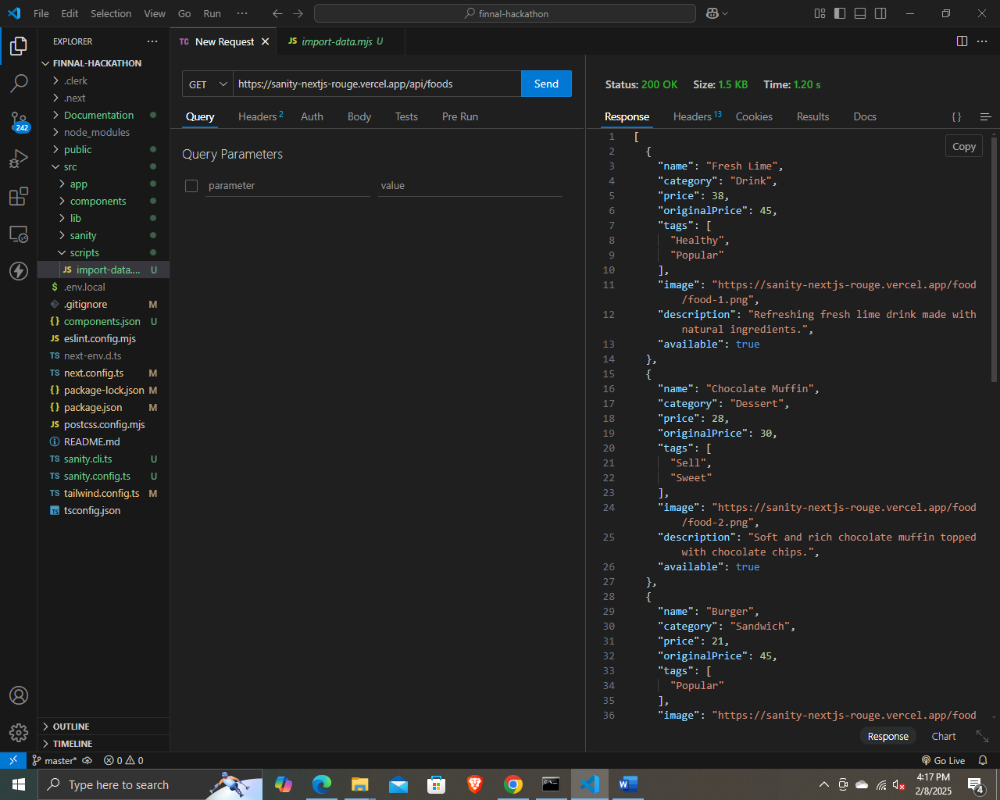 File Edit Selection View Go Run ··· finnal-hackathon
EXPLORER ···
FINNAL-HACKATHON
.clerk
.next
Documentation
node_modules
public
src
app
components
lib
sanity
scripts
JS import-data.... U
$ .env.local
.gitignore M
{} components.json U
JS eslint.config.mjs
TS next-env.d.ts
TS next.config.ts M
{} package-lock.json M
{} package.json M
JS postcss.config.mjs
README.md
TS sanity.cli.ts U
TS sanity.config.ts U
TS tailwind.config.ts M
TS tsconfig.json
OUTLINE
TIMELINE
242
TC New Request JS import-data.mjs U
GET https://sanity-nextjs-rouge.vercel.app/api/foods Send
Query Headers 2 Auth Body Tests Pre Run
Query Parameters
parameter value
Status: 200 OK Size: 1.5 KB Time: 1.20 s
Response Headers 13 Cookies Results Docs {}
Copy
1 [
2 {
3 "name": "Fresh Lime",
4 "category": "Drink",
5 "price": 38,
6 "originalPrice": 45,
7 "tags": [
8 "Healthy",
9 "Popular"
10 ],
11 "image": "https://sanity-nextjs-rouge.vercel.app/food
/food-1.png",
12 "description": "Refreshing fresh lime drink made with
natural ingredients.",
13 "available": true
14 },
15 {
16 "name": "Chocolate Muffin",
17 "category": "Dessert",
18 "price": 28,
19 "originalPrice": 30,
20 "tags": [
21 "Sell",
22 "Sweet"
23 ],
24 "image": "https://sanity-nextjs-rouge.vercel.app/food
/food-2.png",
25 "description": "Soft and rich chocolate muffin topped
with chocolate chips.",
26 "available": true
27 },
28 {
29 "name": "Burger",
30 "category": "Sandwich",
31 "price": 21,
32 "originalPrice": 45,
33 "tags": [
34 "Popular"
35 ],
36 "image": "https://sanity-nextjs-rouge.vercel.app/food
Response Chart
master* 0 0 Go Live
Type here to search
4:17 PM
2/8/2025
4